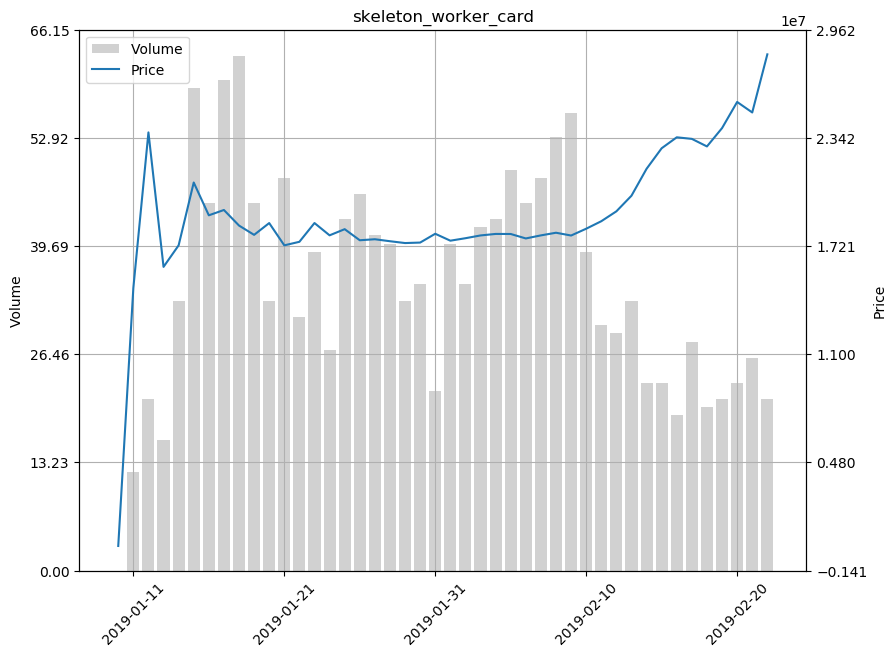 skeleton_worker_card
1e7
Volume
Price
66.15
52.92
39.69
26.46
13.23
0.00
Volume
2.962
2.342
1.721
1.100
0.480
−0.141
Price
2019-01-11
2019-01-21
2019-01-31
2019-02-10
2019-02-20